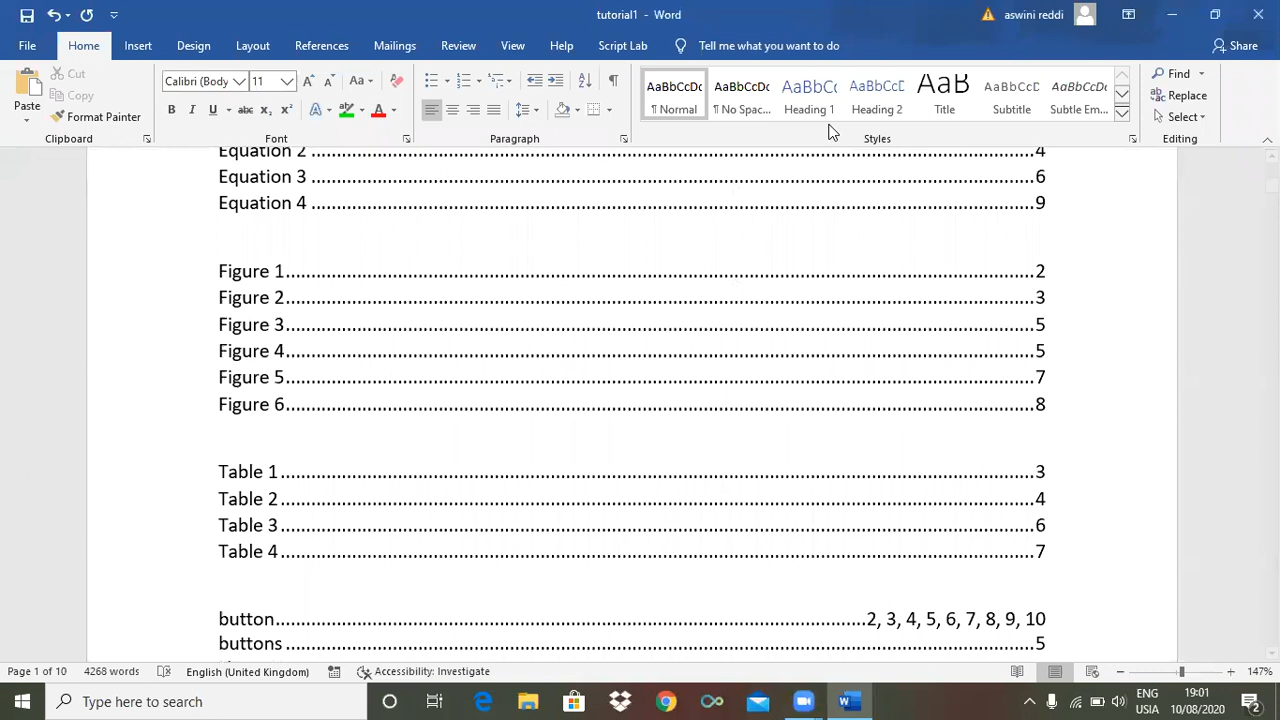 tutorial1 - Word
aswini reddi
File Home Insert Design Layout References Mailings Review View Help Script Lab Tell me what you want to do Share
Paste
Cut
Copy
Format Painter
Clipboard
Calibri (Body 11
Aa
B I U abc x₂ x²
A
Font
Paragraph
AaBbCcDc AaBbCcDc AaBbCc AaBbCcD AaB AaBbCcD AaBbCcDc
¶ Normal ¶ No Spac... Heading 1 Heading 2 Title Subtitle Subtle Em...
Styles
Find
Replace
Select
Editing
Equation 2 ........ 4
Equation 3 ........ 6
Equation 4 ........ 9
Figure 1 ........ 2
Figure 2 ........ 3
Figure 3 ........ 5
Figure 4 ........ 5
Figure 5 ........ 7
Figure 6 ........ 8
Table 1 ........ 3
Table 2 ........ 4
Table 3 ........ 6
Table 4 ........ 7
button ........ 2, 3, 4, 5, 6, 7, 8, 9, 10
buttons ........ 5
Page 1 of 10 4268 words English (United Kingdom) Accessibility: Investigate 147%
Type here to search
ENG
USIA
19:01
10/08/2020
2